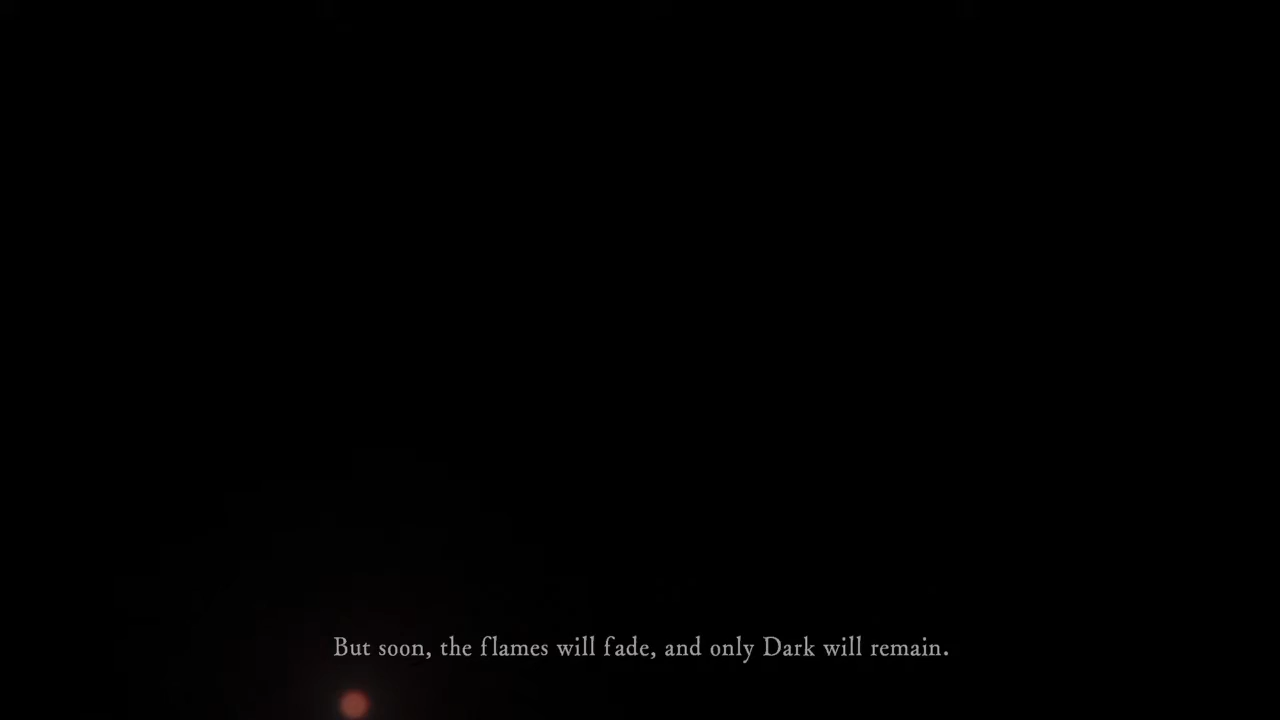 But soon, the flames will fade, and only Dark will remain.